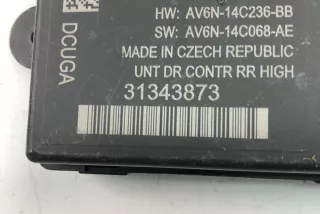 DCUGA
HW: AV6N-14C236-BB
SW: AV6N-14C068-AE
MADE IN CZECH REPUBLIC
UNT DR CONTR RR HIGH
31343873